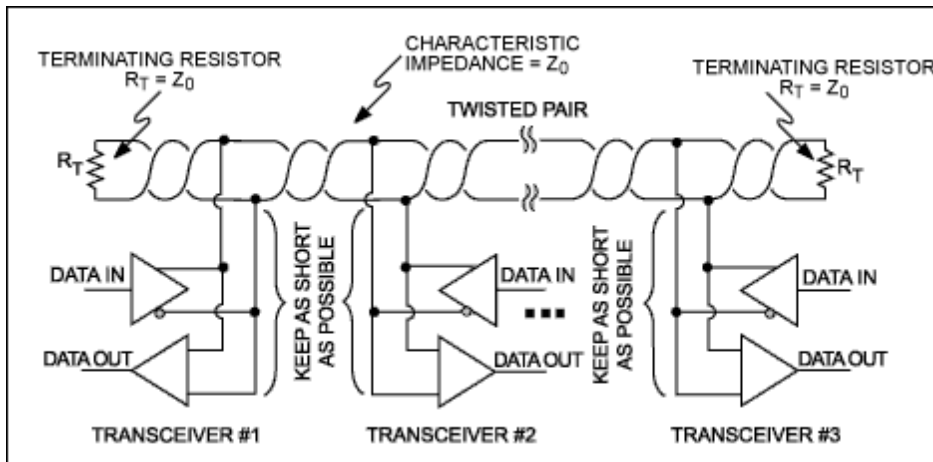 TERMINATING RESISTOR
R_T = Z_0
CHARACTERISTIC
IMPEDANCE = Z_0
TERMINATING RESISTOR
R_T = Z_0
TWISTED PAIR
R_T
R_T
DATA IN
DATA OUT
KEEP AS SHORT
AS POSSIBLE
DATA IN
DATA OUT
KEEP AS SHORT
AS POSSIBLE
DATA IN
DATA OUT
TRANSCEIVER #1
TRANSCEIVER #2
TRANSCEIVER #3